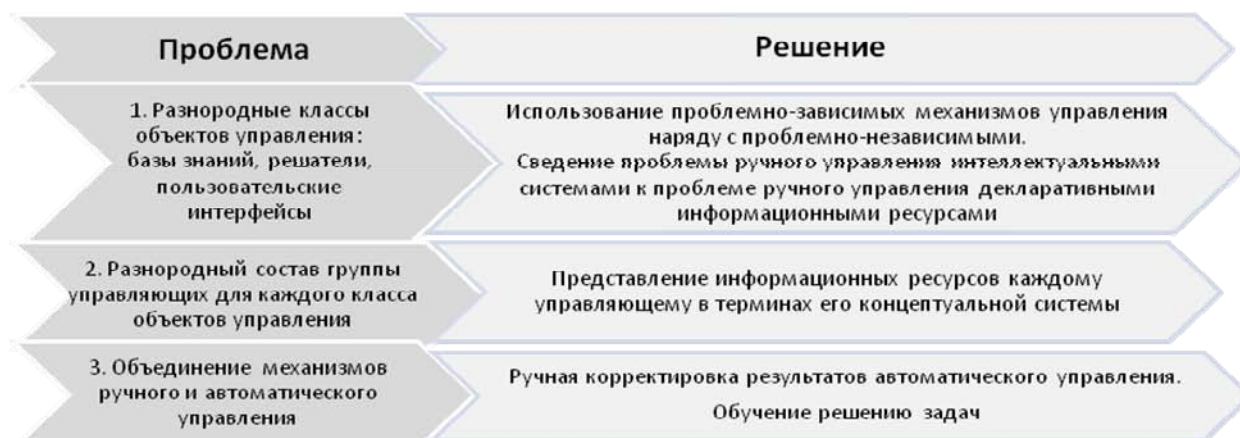 Проблема
Решение
1. Разнородные классы
объектов управления:
базы знаний, решатели,
пользовательские
интерфейсы
Использование проблемно-зависимых механизмов управления
наряду с проблемно-независимыми.
Сведение проблемы ручного управления интеллектуальными
системами к проблеме ручного управления декларативными
информационными ресурсами
2. Разнородный состав группы
управляющих для каждого класса
объектов управления
Представление информационных ресурсов каждому
управляющему в терминах его концептуальной системы
3. Объединение механизмов
ручного и автоматического
управления
Ручная корректировка результатов автоматического управления.
Обучение решению задач